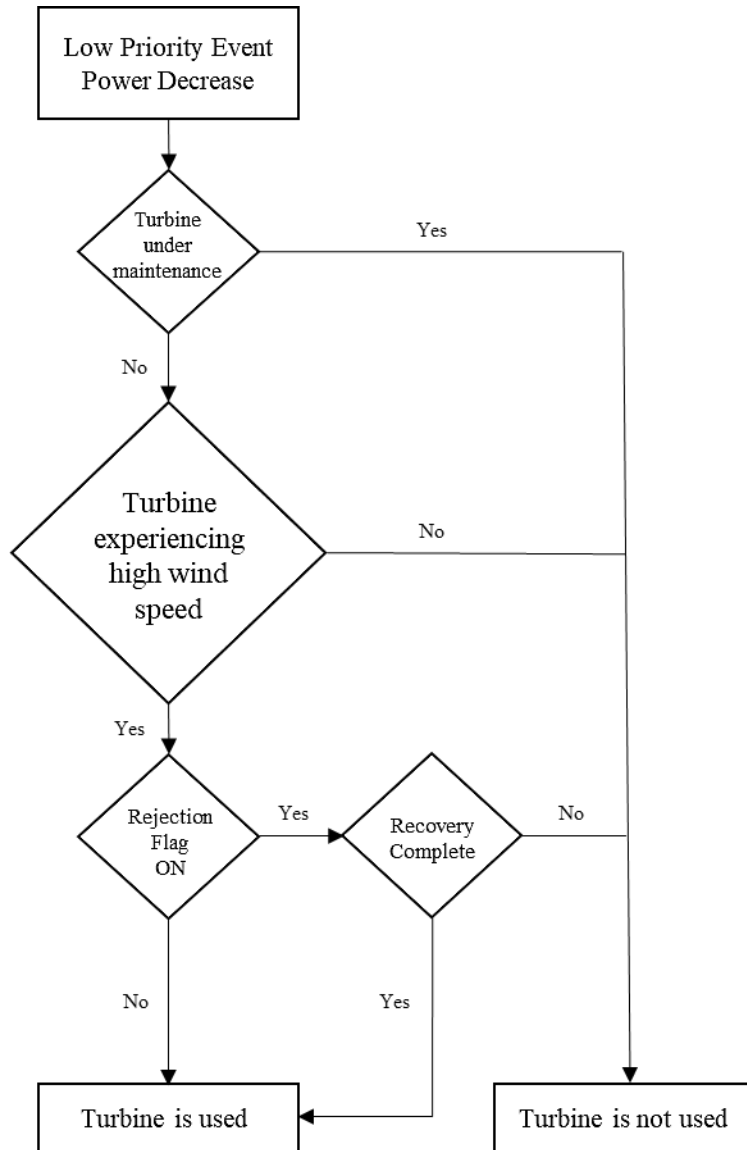 Low Priority Event
Power Decrease
Turbine
under
maintenance
Yes
No
Turbine
experiencing
high wind
speed
No
Yes
Rejection
Flag
ON
Yes
Recovery
Complete
No
No
Yes
Turbine is used
Turbine is not used